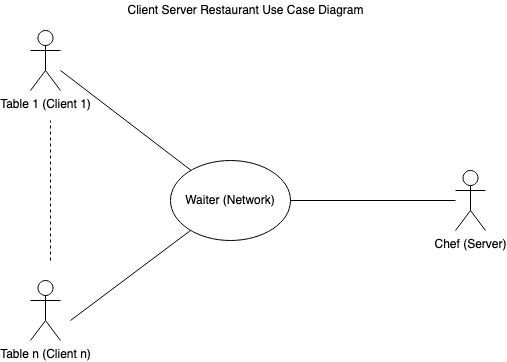 Client Server Restaurant Use Case Diagram
Table 1 (Client 1)
Waiter (Network)
Chef (Server)
Table n (Client n)